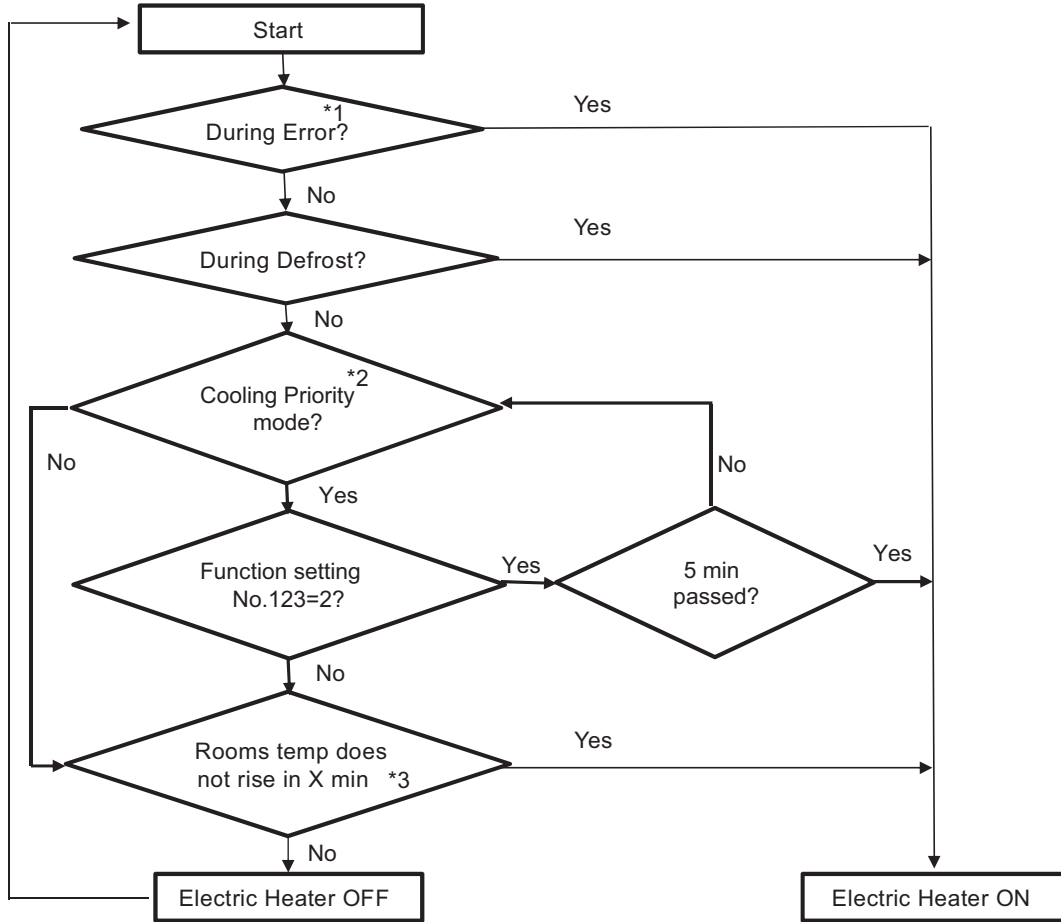 Start
*1
During Error?
Yes
No
During Defrost?
Yes
No
*2
Cooling Priority
mode?
No
Yes
No
Function setting
No.123=2?
Yes
5 min
passed?
Yes
No
Rooms temp does
not rise in X min *3
Yes
No
Electric Heater OFF
Electric Heater ON